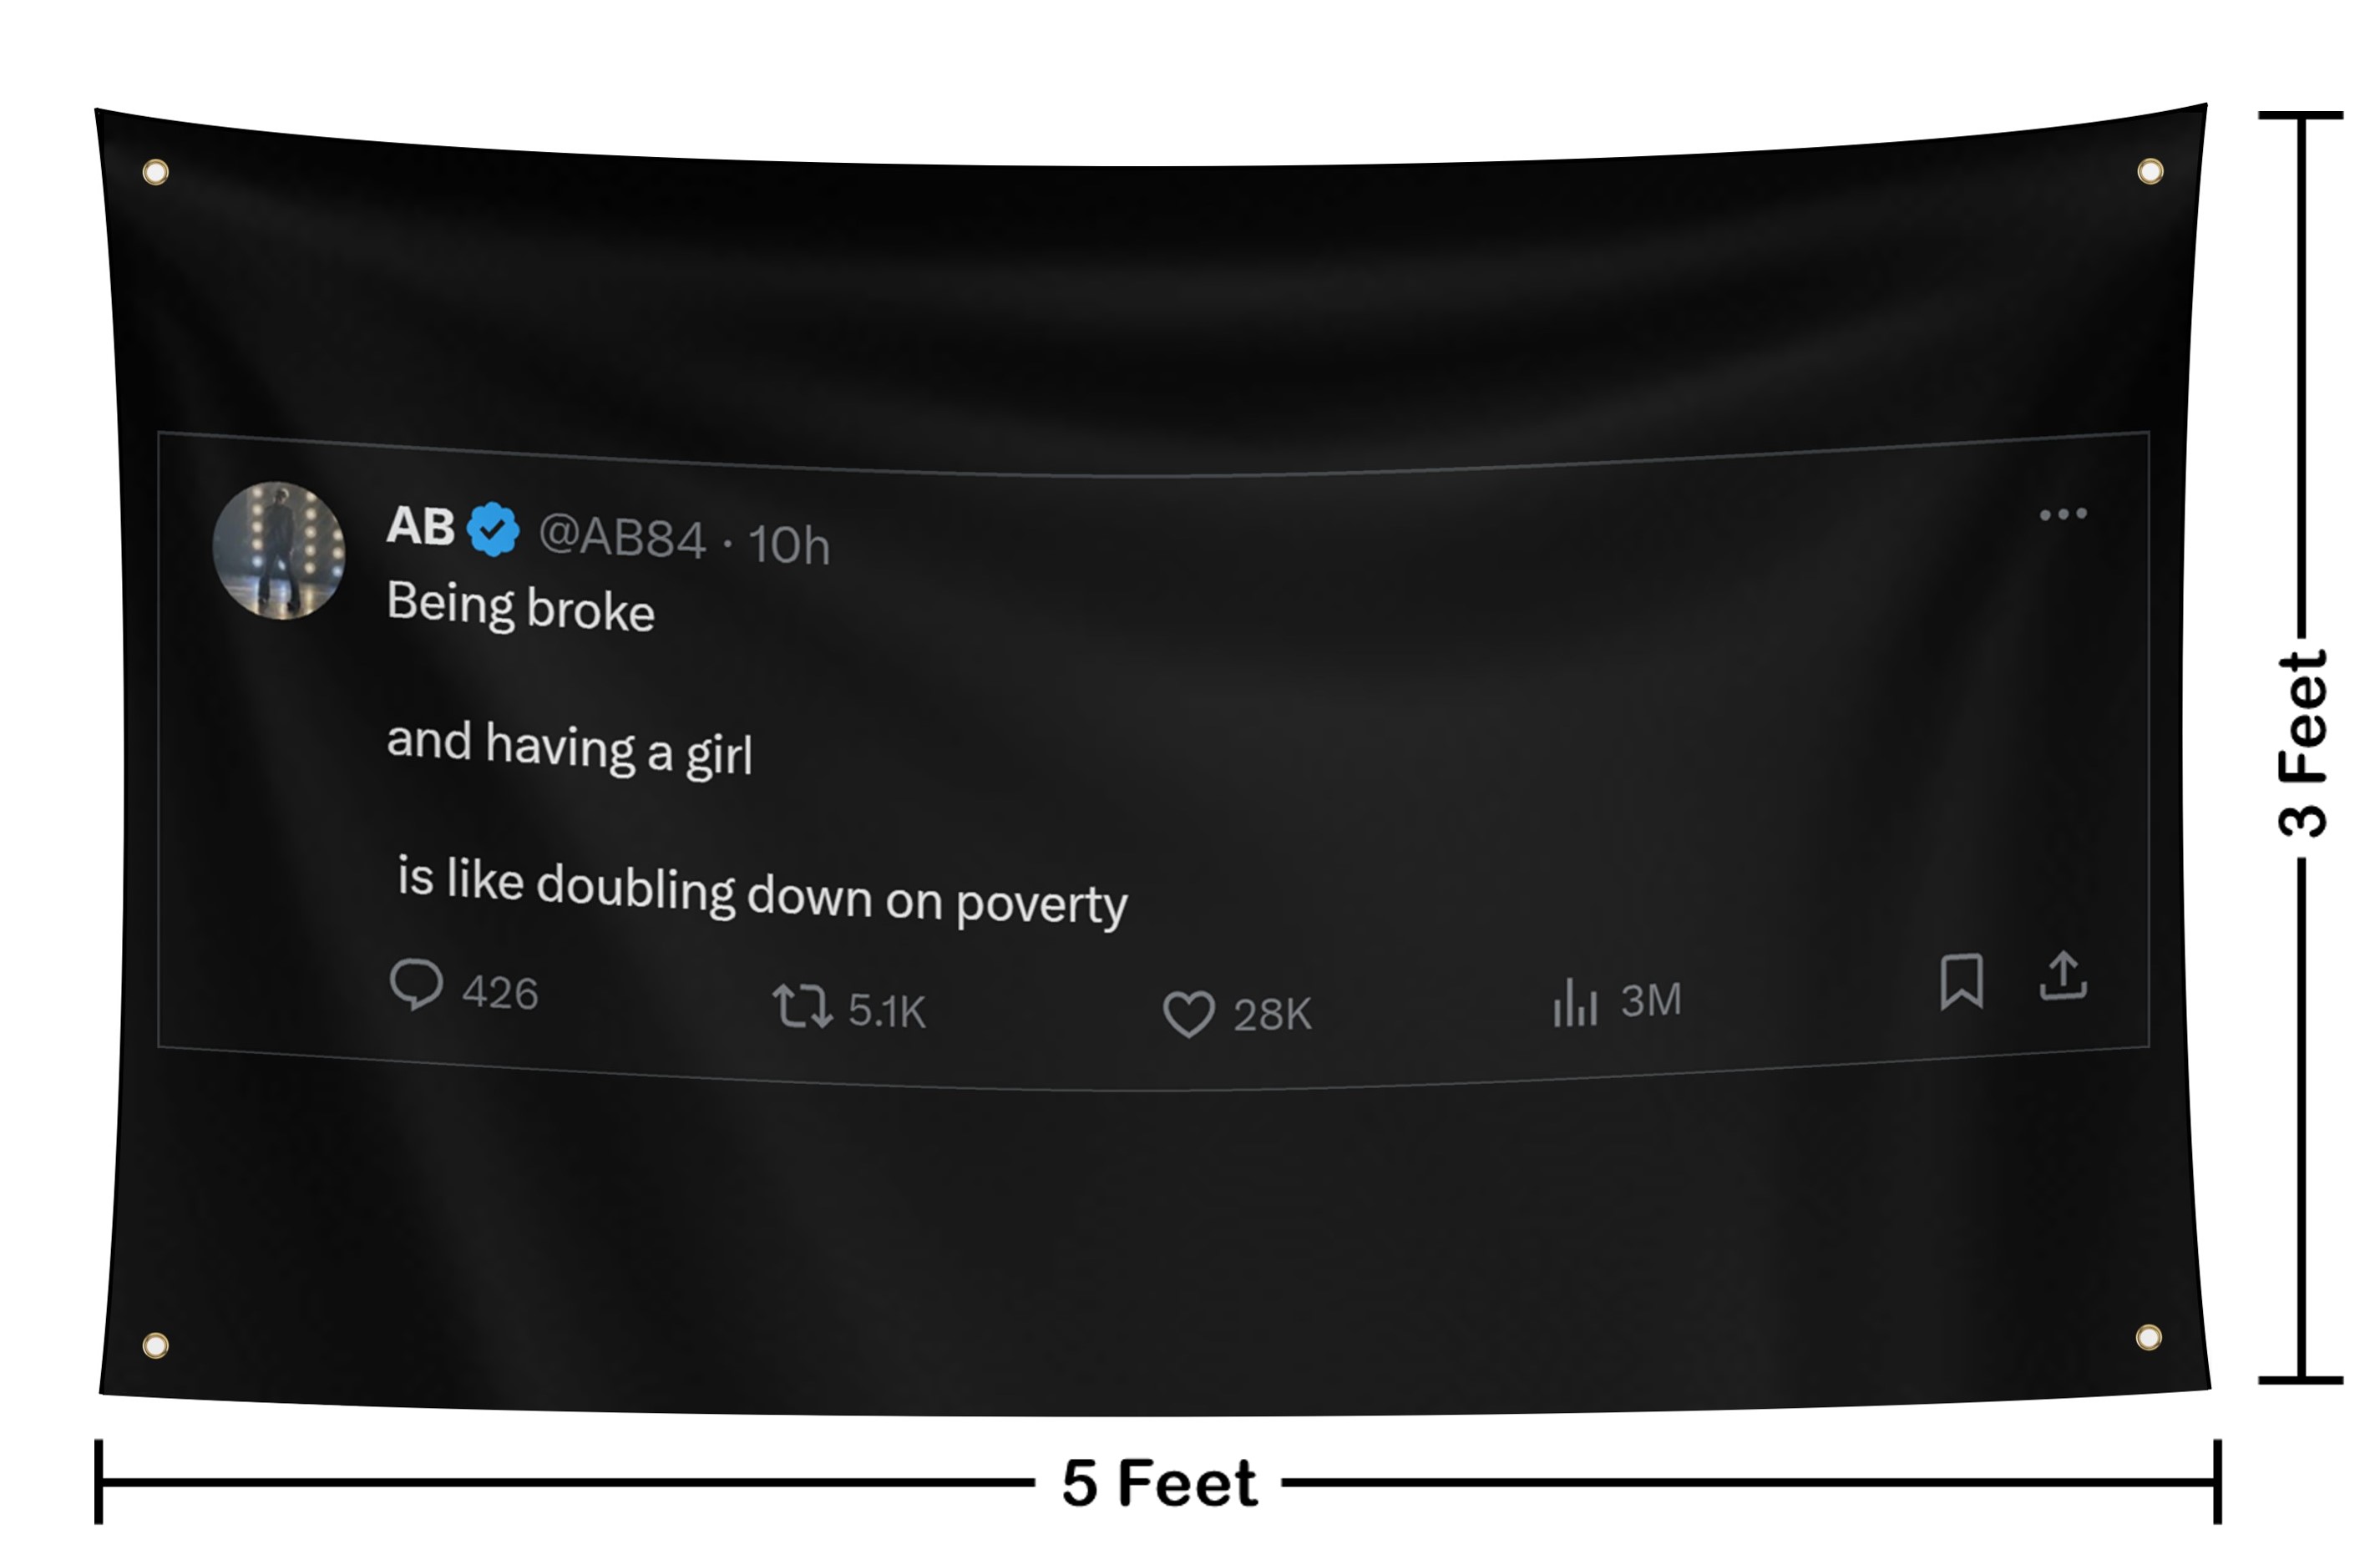 AB @AB84 · 10h
Being broke
and having a girl
is like doubling down on poverty
426 5.1K 28K 3M
3 Feet
5 Feet